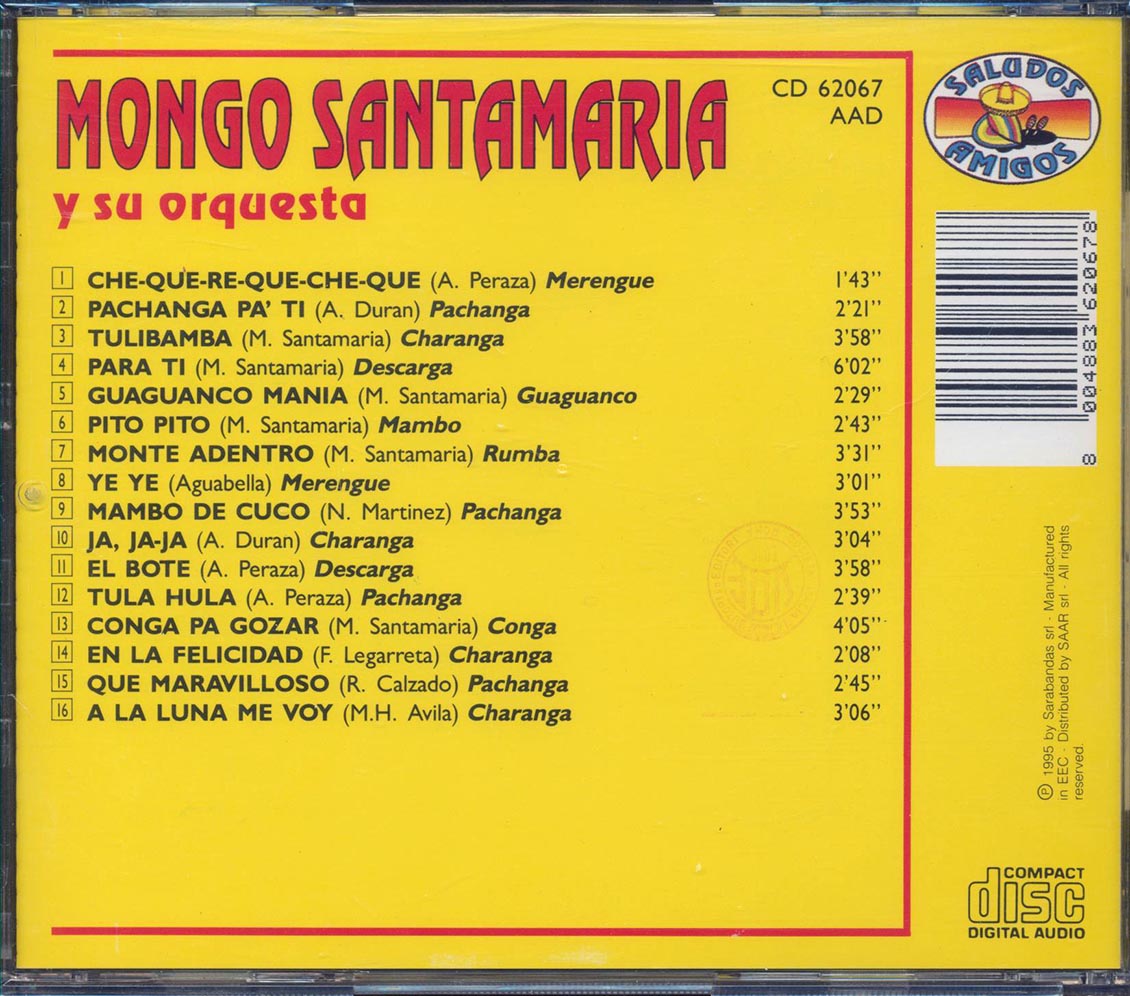 MONGO SANTAMARIA
y su orquesta
CD 62067
AAD
SALUDOS
AMIGOS
1 CHE-QUE-RE-QUE-CHE-QUE (A. Peraza) Merengue 1'43''
2 PACHANGA PA' TI (A. Duran) Pachanga 2'21''
3 TULIBAMBA (M. Santamaria) Charanga 3'58''
4 PARA TI (M. Santamaria) Descarga 6'02''
5 GUAGUANCO MANIA (M. Santamaria) Guaguanco 2'29''
6 PITO PITO (M. Santamaria) Mambo 2'43''
7 MONTE ADENTRO (M. Santamaria) Rumba 3'31''
8 YE YE (Aguabella) Merengue 3'01''
9 MAMBO DE CUCO (N. Martinez) Pachanga 3'53''
10 JA, JA-JA (A. Duran) Charanga 3'04''
11 EL BOTE (A. Peraza) Descarga 3'58''
12 TULA HULA (A. Peraza) Pachanga 2'39''
13 CONGA PA GOZAR (M. Santamaria) Conga 4'05''
14 EN LA FELICIDAD (F. Legarreta) Charanga 2'08''
15 QUE MARAVILLOSO (R. Calzado) Pachanga 2'45''
16 A LA LUNA ME VOY (M.H. Avila) Charanga 3'06''
8 004883 620678
℗ 1995 by Sarabandas srl - Manufactured
in EEC - Distributed by SAAR srl - All rights
reserved.
COMPACT
disc
DIGITAL AUDIO